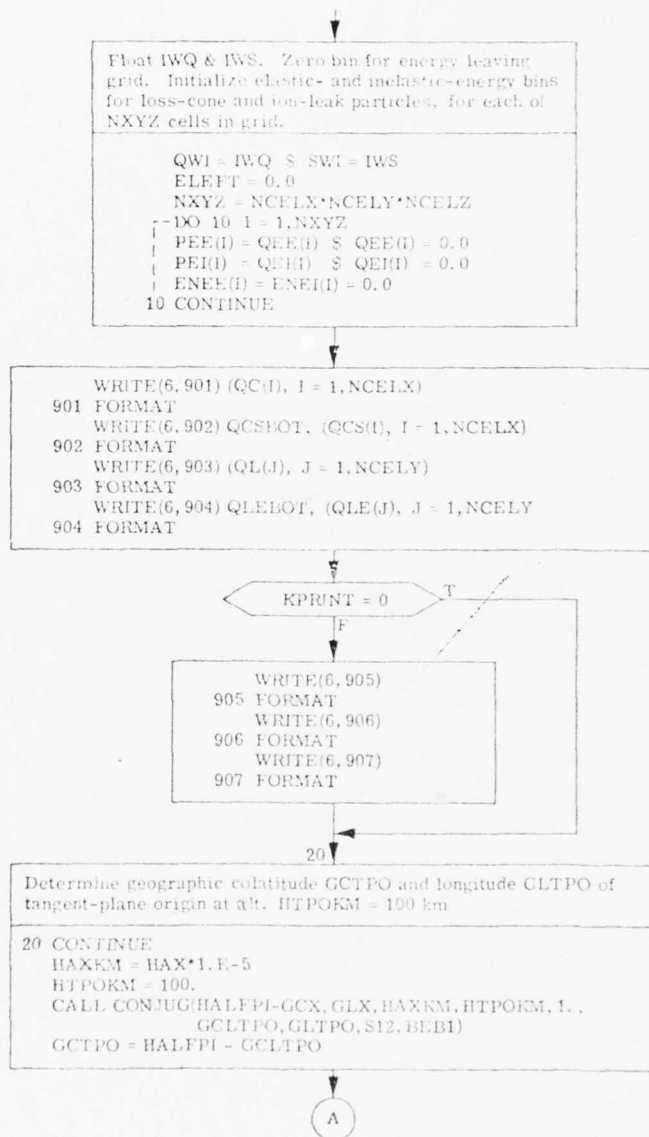 Float IWQ & IWS. Zero bin for energy leaving
grid. Initialize elastic- and inelastic-energy bins
for loss-cone and ion-leak particles, for each of
NXYZ cells in grid.
QWI = IWQ $ SWI = IWS
ELEFT = 0.0
NXYZ = NCELX*NCELY*NCELZ
DO 10 I = 1,NXYZ
PEE(I) = QEE(I) $ QEE(I) = 0.0
PEI(I) = QEI(I) $ QEI(I) = 0.0
ENEE(I) = ENEI(I) = 0.0
10 CONTINUE
WRITE(6,901) (QC(I), I = 1,NCELX)
901 FORMAT
WRITE(6,902) QCSBOT, (QCS(I), I = 1,NCELX)
902 FORMAT
WRITE(6,903) (QL(J), J = 1,NCELY)
903 FORMAT
WRITE(6,904) QLEBOT, (QLE(J), J = 1,NCELY
904 FORMAT
KPRINT = 0
T
F
WRITE(6,905)
905 FORMAT
WRITE(6,906)
906 FORMAT
WRITE(6,907)
907 FORMAT
20
Determine geographic colatitude GCTPO and longitude GLTPO of
tangent-plane origin at alt. HTPOKM = 100 km
20 CONTINUE
HAXKM = HAX*1.E-5
HTPOKM = 100.
CALL CONJUG(HALFPI-GCX, GLX, HAXKM, HTPOKM, 1.,
GCLTPO, GLTPO, S12, BEB1)
GCTPO = HALFPI - GCLTPO
A